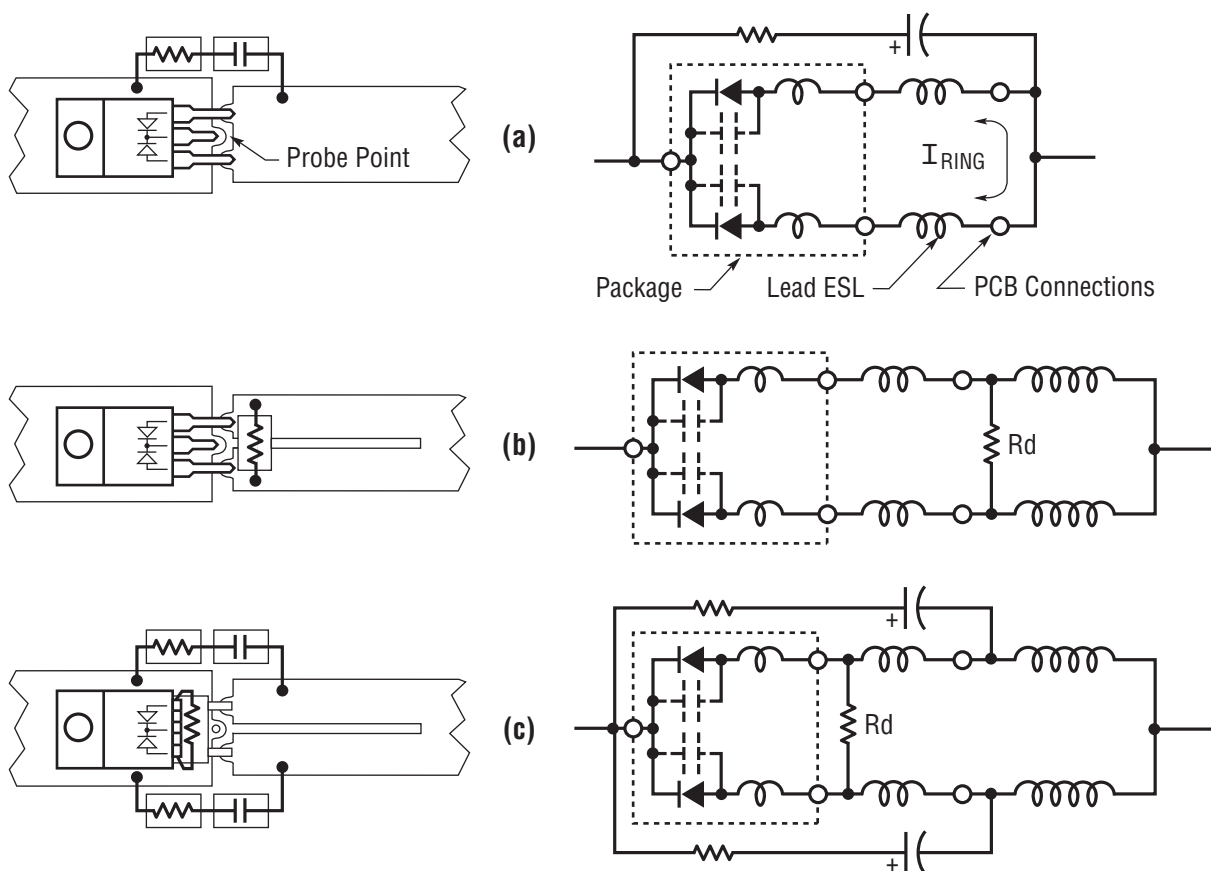 +
Probe Point
(a)
I RING
Package
Lead ESL
PCB Connections
(b)
Rd
+
(c)
Rd
+